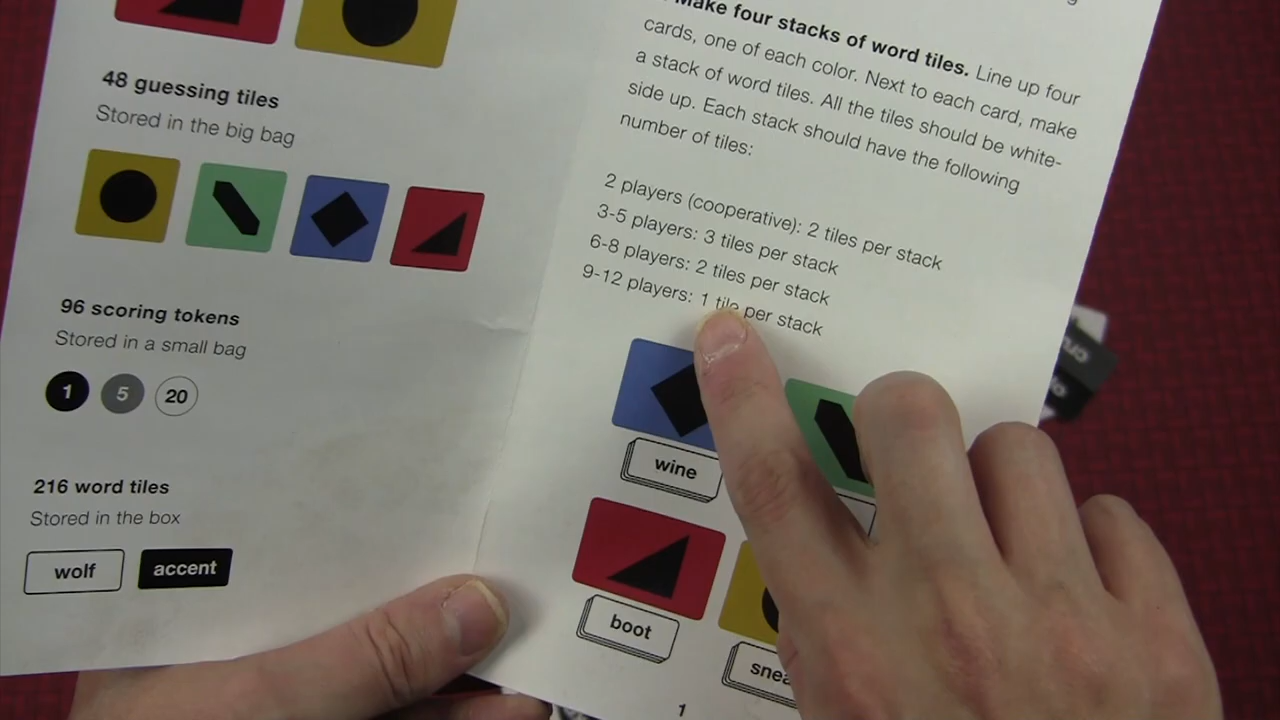 48 guessing tiles
Stored in the big bag
96 scoring tokens
Stored in a small bag
1 5 20
216 word tiles
Stored in the box
wolf accent
Make four stacks of word tiles. Line up four
cards, one of each color. Next to each card, make
a stack of word tiles. All the tiles should be white-
side up. Each stack should have the following
number of tiles:
2 players (cooperative): 2 tiles per stack
3-5 players: 3 tiles per stack
6-8 players: 2 tiles per stack
9-12 players: 1 tile per stack
wine
boot
1